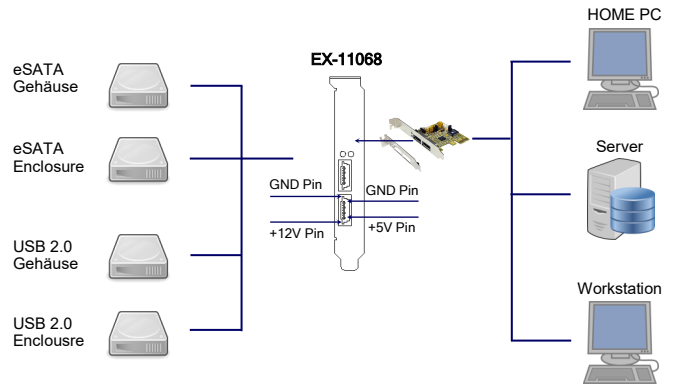 HOME PC
EX-11068
eSATA
Gehäuse
eSATA
Enclosure
Server
GND Pin
GND Pin
+12V Pin
+5V Pin
USB 2.0
Gehäuse
Workstation
USB 2.0
Enclousre